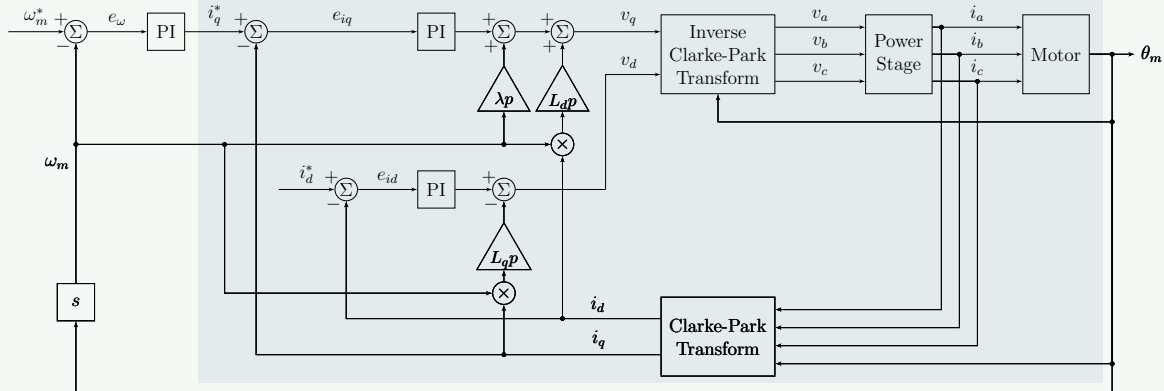 ω*m + − Σ eω PI i*q + − Σ eiq PI + + Σ + + Σ vq
Inverse
Clarke-Park
Transform
va
vb
vc
Power
Stage
ia
ib
ic
Motor
θm
vd
λp
Ldp
×
ωm
i*d + − Σ eid PI + − Σ
Lqp
×
s
id
iq
Clarke-Park
Transform